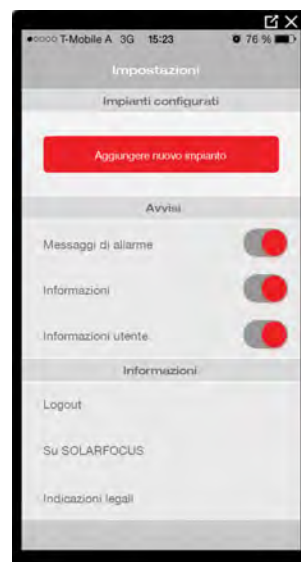 •○○○○ T-Mobile A 3G 15:23 76 %
Impostazioni
Impianti configurati
Aggiungere nuovo impianto
Avvisi
Messaggi di allarme
Informazioni
Informazioni utente
Informazioni
Logout
Su SOLARFOCUS
Indicazioni legali